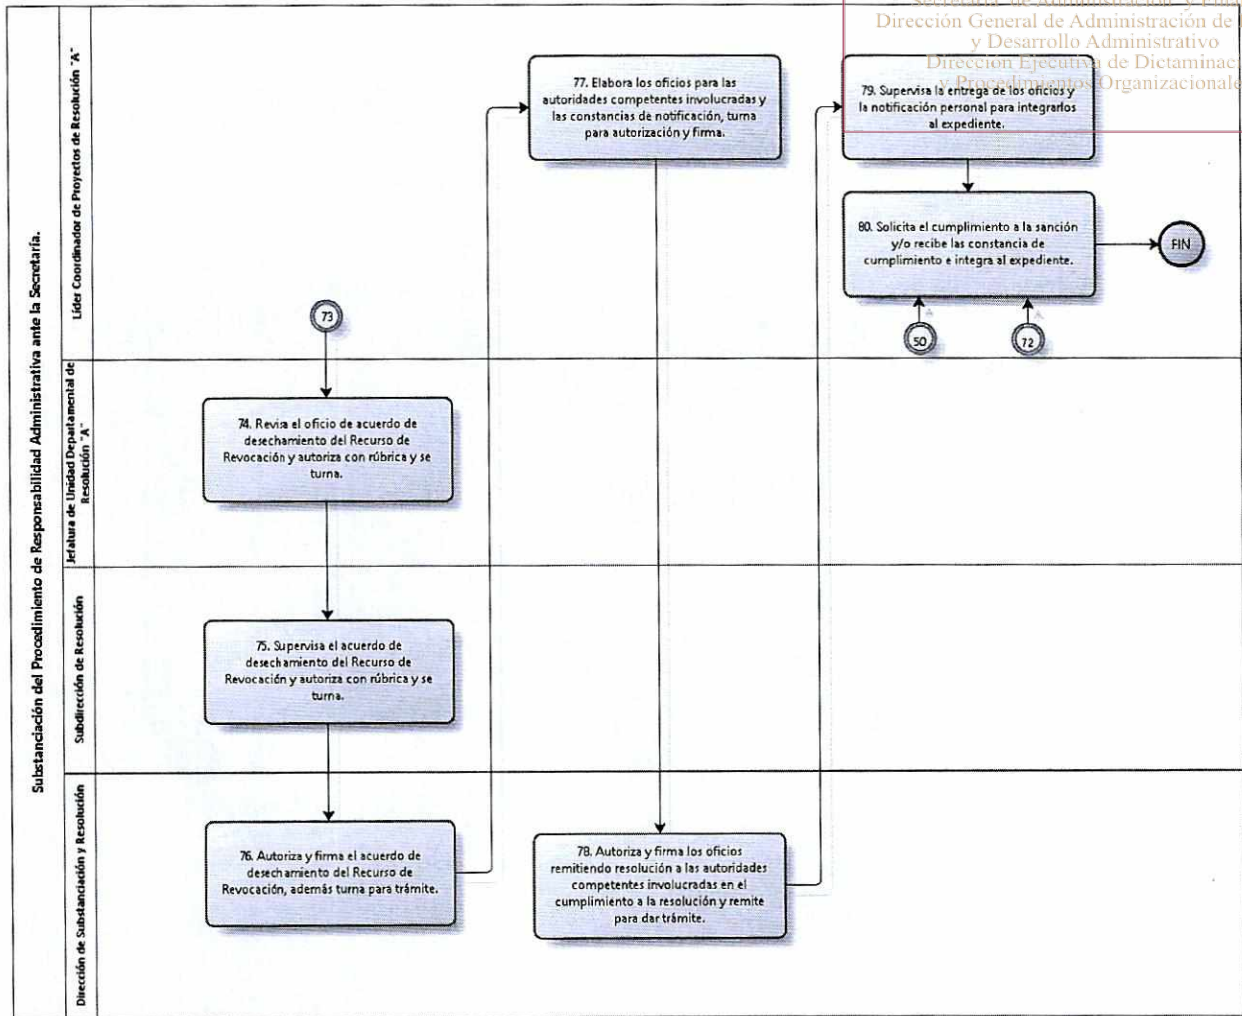 Secretaría de Administración y
Dirección General de Administración de
y Desarrollo Administrativo
Dirección Ejecutiva de
y Procedimientos
Substanciación del Procedimiento de Responsabilidad Administrativa ante la Secretaría.
Líder Coordinador de Proyectos de Resolución "A"
77. Elabora los oficios para las
autoridades competentes involucradas y
las constancias de notificación, turna
para autorización y firma.
79. Supervisa la entrega de los oficios y
la notificación personal para integrarlos
al expediente.
80. Solicita el cumplimiento a la sanción
y/o recibe las constancia de
cumplimiento e integra al expediente.
FIN
73
50
72
Jefatura de Unidad Departamental de
Resolución "A"
74. Revisa el oficio de acuerdo de
desechamiento del Recurso de
Revocación y autoriza con rúbrica y se
turna.
Subdirección de Resolución
75. Supervisa el acuerdo de
desechamiento del Recurso de
Revocación y autoriza con rúbrica y se
turna.
Dirección de Substanciación y Resolución
76. Autoriza y firma el acuerdo de
desechamiento del Recurso de
Revocación, además turna para trámite.
78. Autoriza y firma los oficios
remitiendo resolución a las autoridades
competentes involucradas en el
cumplimiento a la resolución y remite
para dar trámite.